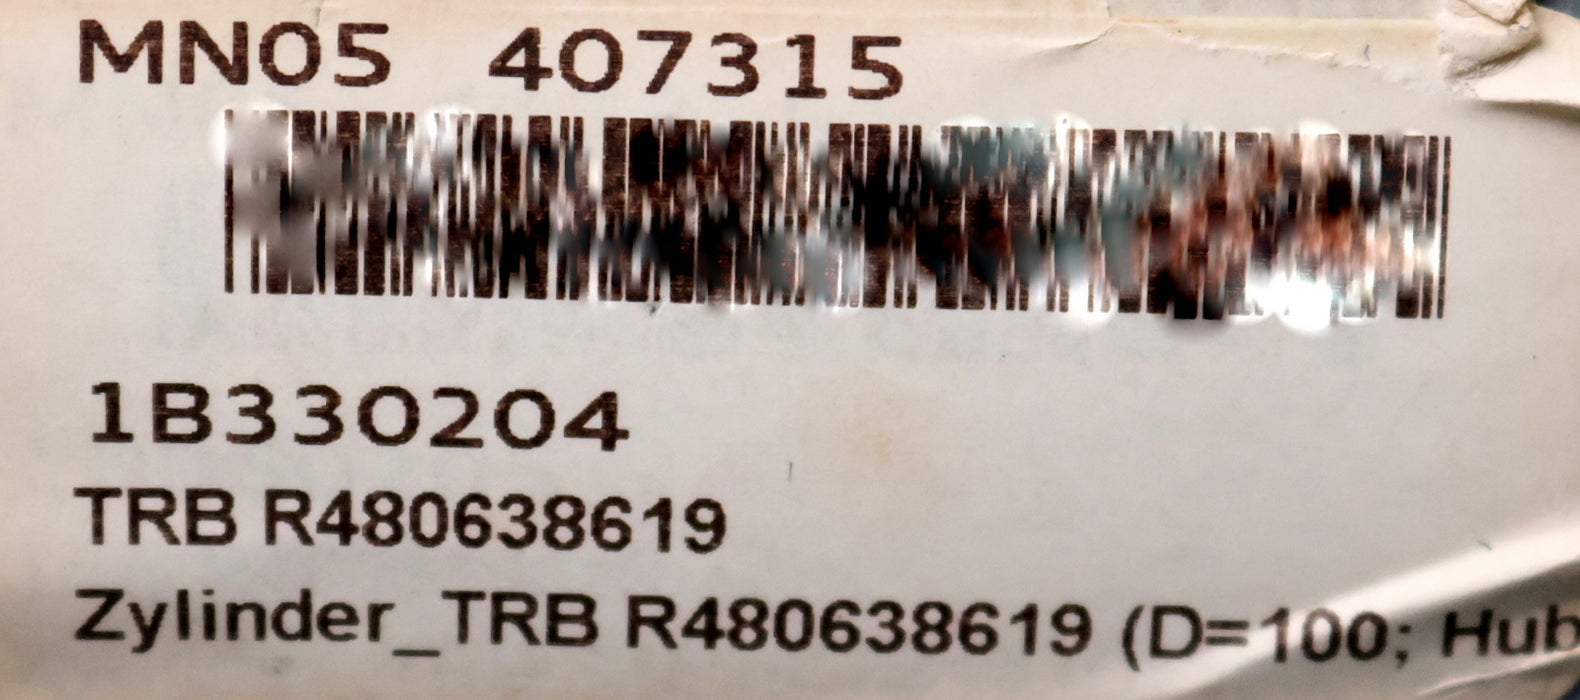 MN05 407315
1B330204
TRB R480638619
Zylinder_TRB R480638619 (D=100; Hub